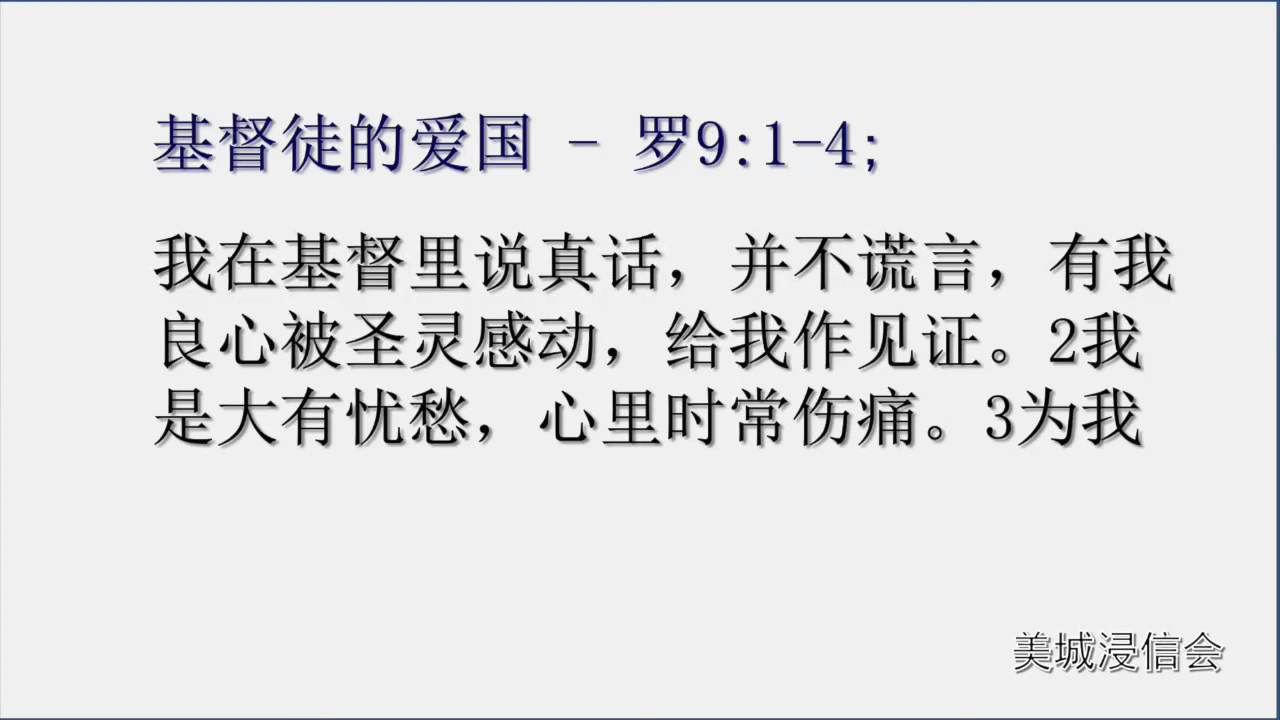 基督徒的爱国 - 罗9:1-4;
我在基督里说真话，并不谎言，有我
良心被圣灵感动，给我作见证。2我
是大有忧愁，心里时常伤痛。3为我
美城浸信会